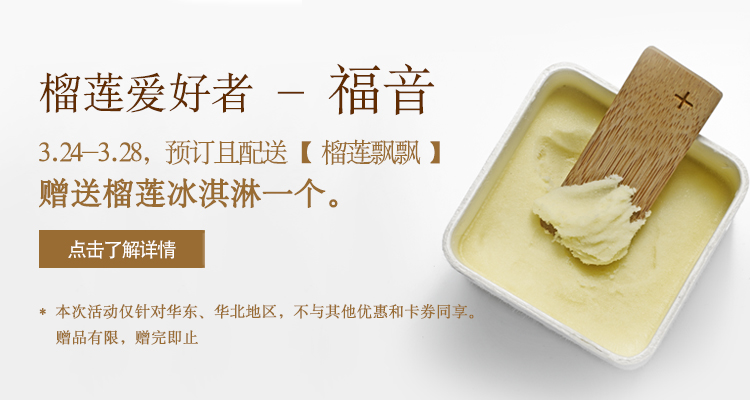 榴莲爱好者 – 福音
3.24–3.28，预订且配送【 榴莲飘飘 】
赠送榴莲冰淇淋一个。
点击了解详情
* 本次活动仅针对华东、华北地区，不与其他优惠和卡券同享。
赠品有限，赠完即止